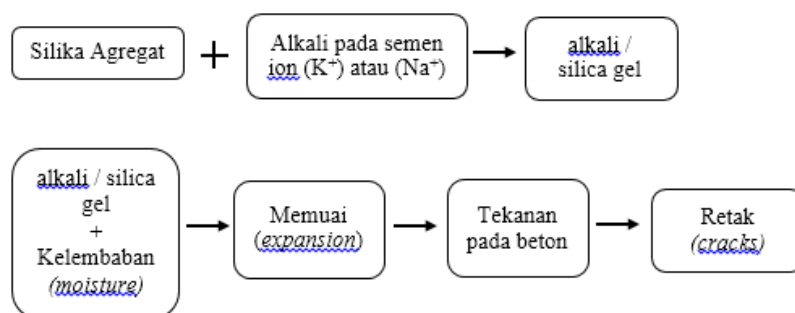 Silika Agregat
+
Alkali pada semen
ion (K⁺) atau (Na⁺)
alkali /
silica gel
alkali / silica
gel
+
Kelembaban
(moisture)
Memuai
(expansion)
Tekanan
pada beton
Retak
(cracks)